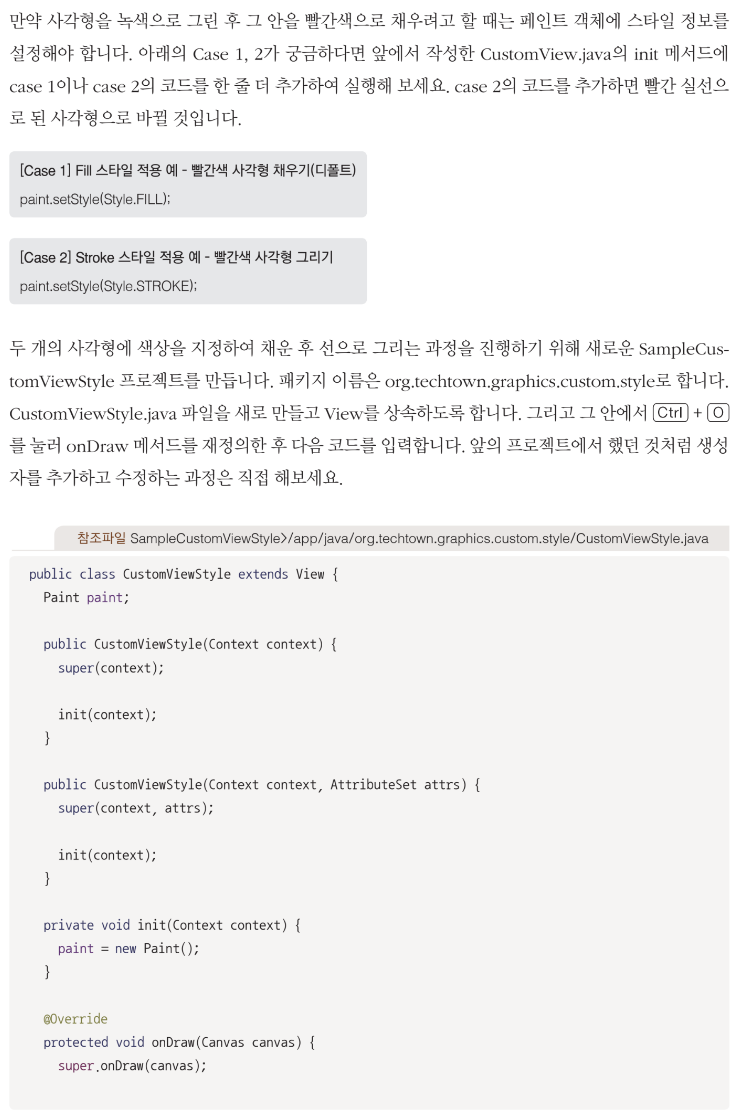 만약 사각형을 녹색으로 그린 후 그 안을 빨간색으로 채우려고 할 때는 페인트 객체에 스타일 정보를
설정해야 합니다. 아래의 Case 1, 2가 궁금하다면 앞에서 작성한 CustomView.java의 init 메서드에
case 1이나 case 2의 코드를 한 줄 더 추가하여 실행해 보세요. case 2의 코드를 추가하면 빨간 실선으
로 된 사각형으로 바뀔 것입니다.
[Case 1] Fill 스타일 적용 예 - 빨간색 사각형 채우기(디폴트)
paint.setStyle(Style.FILL);
[Case 2] Stroke 스타일 적용 예 - 빨간색 사각형 그리기
paint.setStyle(Style.STROKE);
두 개의 사각형에 색상을 지정하여 채운 후 선으로 그리는 과정을 진행하기 위해 새로운 SampleCus-
tomViewStyle 프로젝트를 만듭니다. 패키지 이름은 org.techtown.graphics.custom.style로 합니다.
CustomViewStyle.java 파일을 새로 만들고 View를 상속하도록 합니다. 그리고 그 안에서 Ctrl + O
를 눌러 onDraw 메서드를 재정의한 후 다음 코드를 입력합니다. 앞의 프로젝트에서 했던 것처럼 생성
자를 추가하고 수정하는 과정은 직접 해보세요.
참조파일 SampleCustomViewStyle>/app/java/org.techtown.graphics.custom.style/CustomViewStyle.java
public class CustomViewStyle extends View {
Paint paint;
public CustomViewStyle(Context context) {
super(context);
init(context);
}
public CustomViewStyle(Context context, AttributeSet attrs) {
super(context, attrs);
init(context);
}
private void init(Context context) {
paint = new Paint();
}
@Override
protected void onDraw(Canvas canvas) {
super.onDraw(canvas);